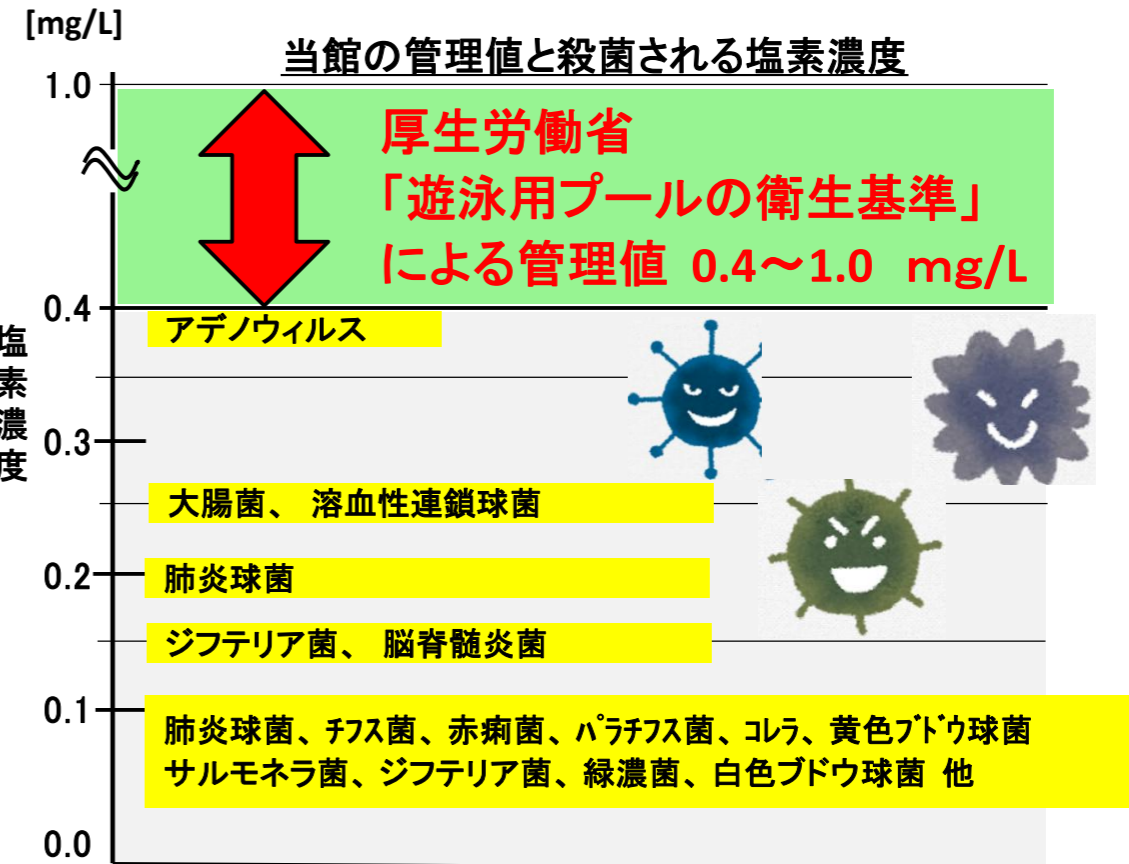 [mg/L]
当館の管理値と殺菌される塩素濃度
1.0
厚生労働省
「遊泳用プールの衛生基準」
による管理値 0.4～1.0 mg/L
0.4
アデノウィルス
塩素濃度
0.3
大腸菌、 溶血性連鎖球菌
0.2
肺炎球菌
ジフテリア菌、 脳脊髄炎菌
0.1
肺炎球菌、ﾁﾌｽ菌、赤痢菌、ﾊﾟﾗﾁﾌｽ菌、ｺﾚﾗ、黄色ﾌﾞﾄﾞｳ球菌
サルモネラ菌、ジフテリア菌、緑濃菌、白色ブドウ球菌 他
0.0